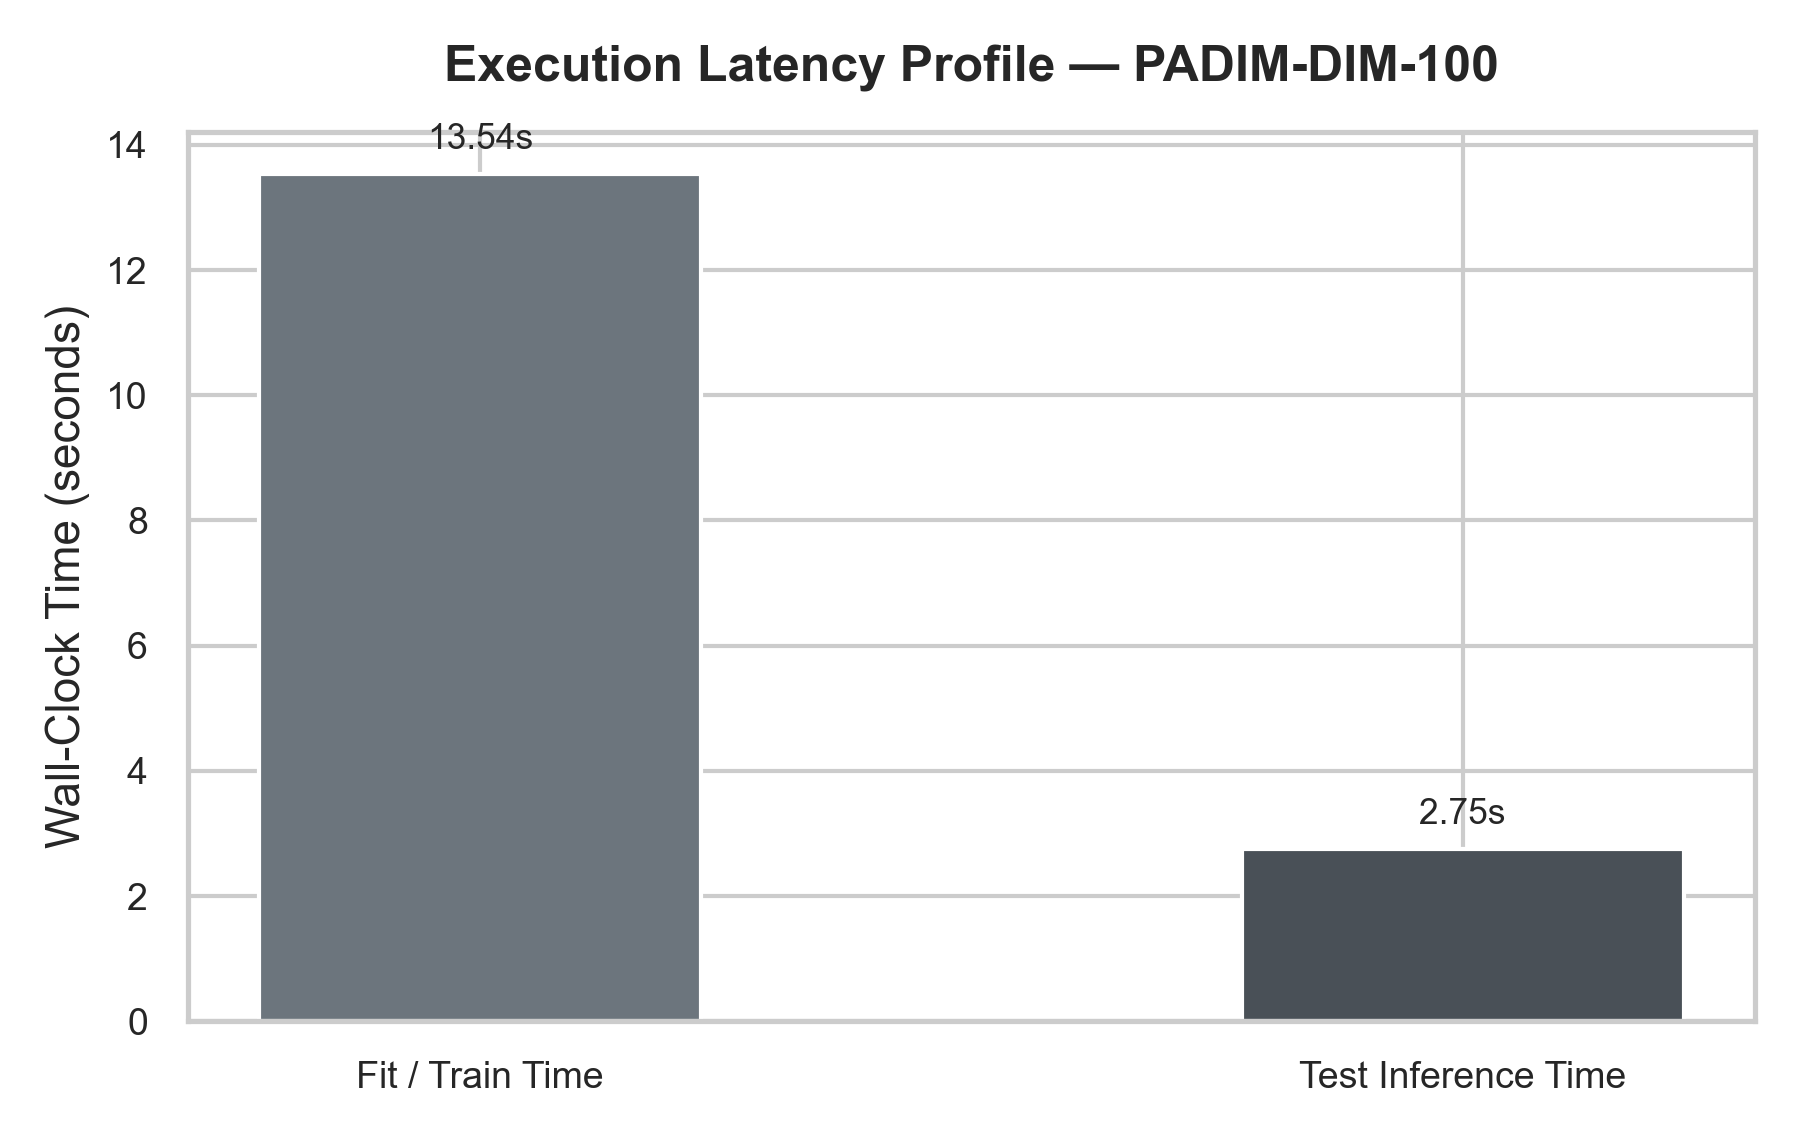 Execution Latency Profile — PADIM-DIM-100
Wall-Clock Time (seconds)
14
12
10
8
6
4
2
0
13.54s
2.75s
Fit / Train Time
Test Inference Time